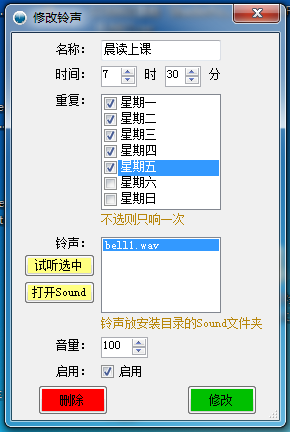 修改铃声
名称: 晨读上课
时间: 7 时 30 分
重复: 星期一
星期二
星期三
星期四
星期五
星期六
星期日
不选则只响一次
铃声: bell1.wav
试听选中
打开Sound
铃声放安装目录的Sound文件夹
音量: 100
启用: 启用
删除 修改